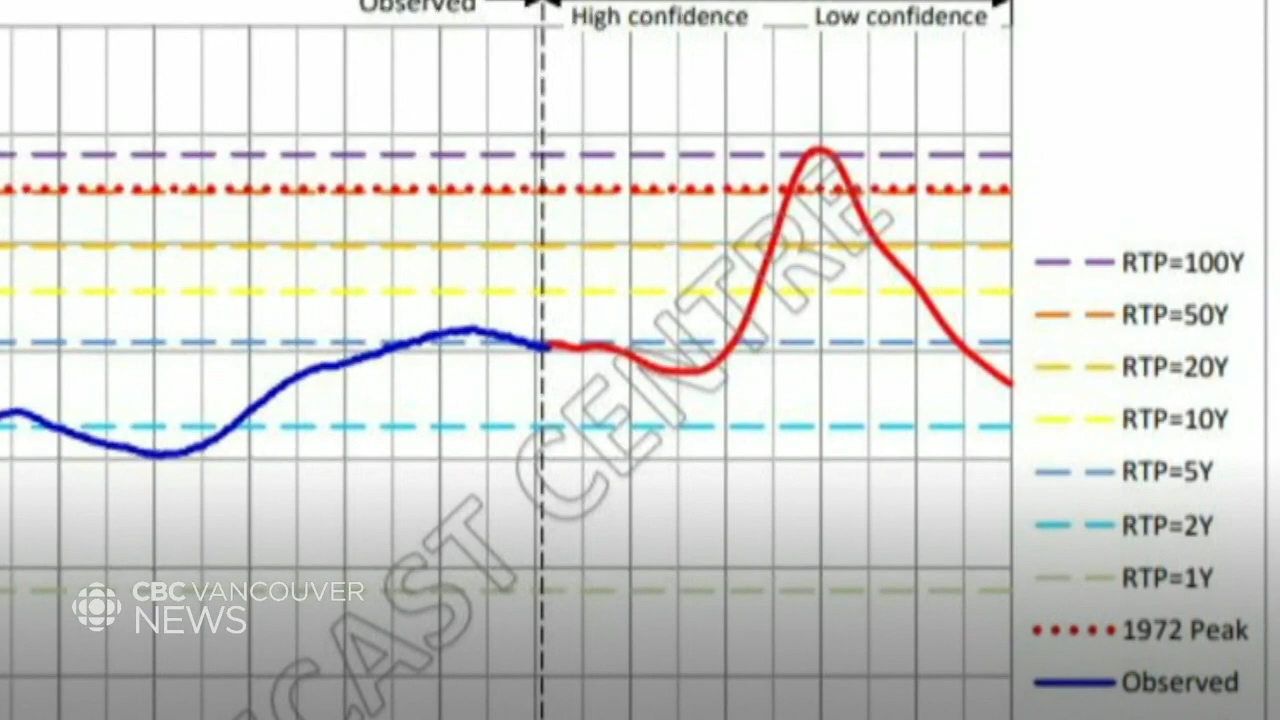 Observed
High confidence
Low confidence
RTP=100Y
RTP=50Y
RTP=20Y
RTP=10Y
RTP=5Y
RTP=2Y
RTP=1Y
1972 Peak
Observed
CAST CENTRE
CBC VANCOUVER
NEWS